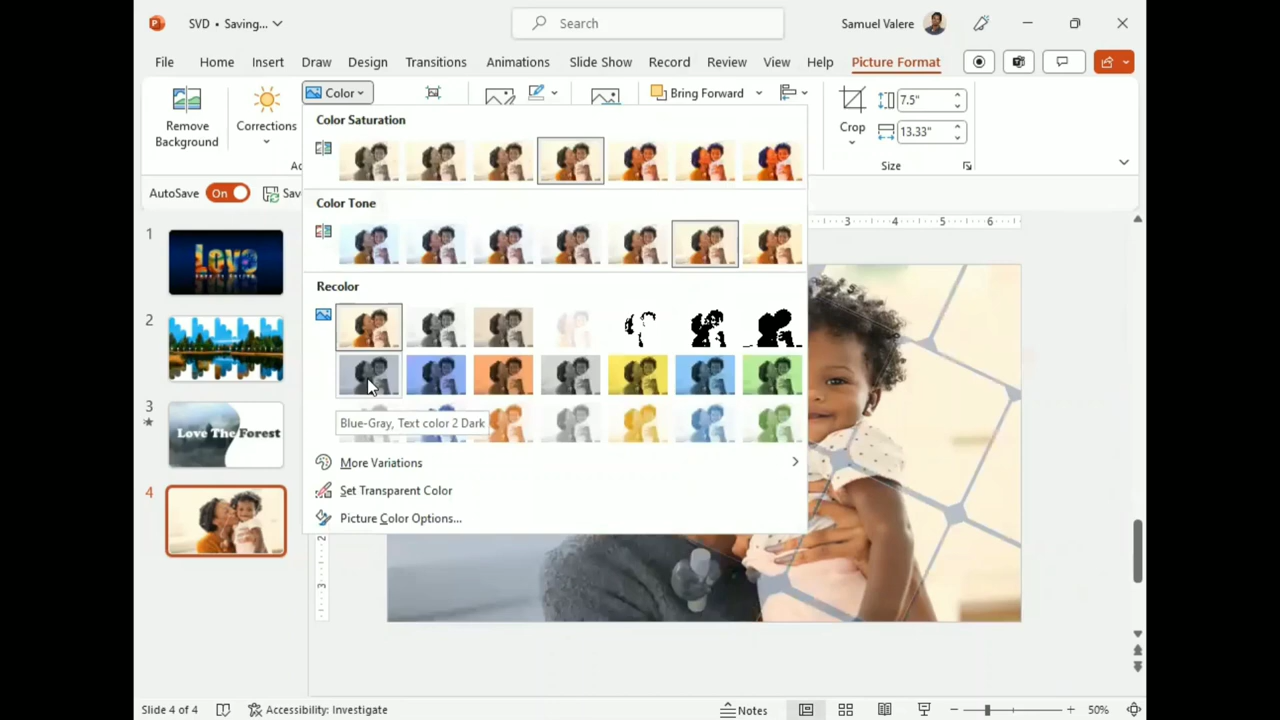 SVD • Saving...
Search
Samuel Valere
File Home Insert Draw Design Transitions Animations Slide Show Record Review View Help Picture Format
Remove Background
Corrections
Color
Bring Forward
Crop
7.5"
13.33"
Size
AutoSave On
Color Saturation
Color Tone
Recolor
Blue-Gray, Text color 2 Dark
More Variations
Set Transparent Color
Picture Color Options...
3 4 5 6
1
Love
2
3
Love The Forest
4
2
3
Slide 4 of 4
Accessibility: Investigate
Notes
50%